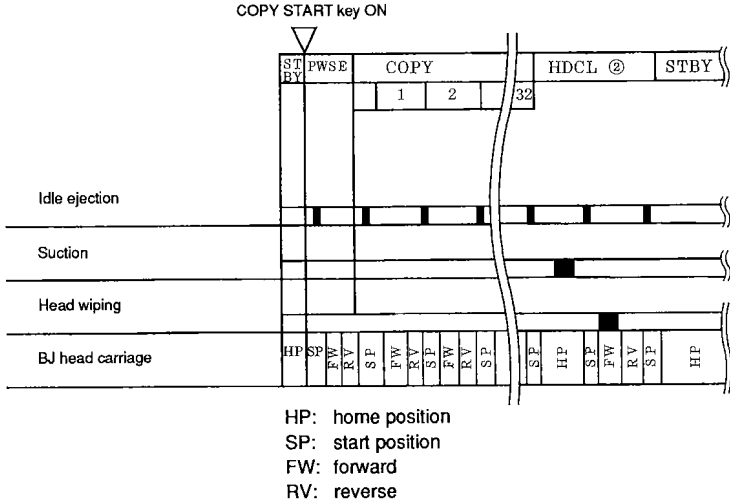 COPY START key ON
ST BY PWSE COPY HDCL ② STBY
1 2 32
Idle ejection
Suction
Head wiping
BJ head carriage HP SP FW RV SP FW RV SP FW RV SP SP HP SP FW RV SP HP
HP: home position
SP: start position
FW: forward
RV: reverse